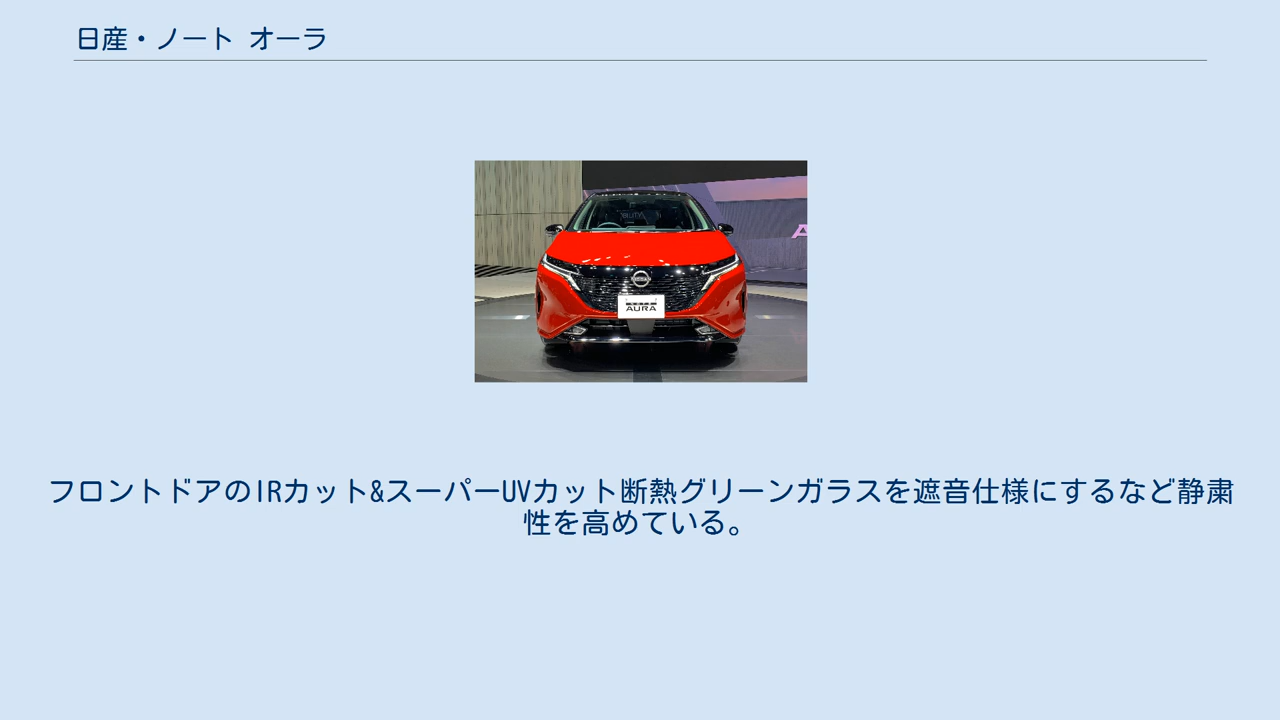 日産・ノート オーラ
BILITY
A
NISSAN
AURA
フロントドアのIRカット&スーパーUVカット断熱グリーンガラスを遮音仕様にするなど静粛
性を高めている。